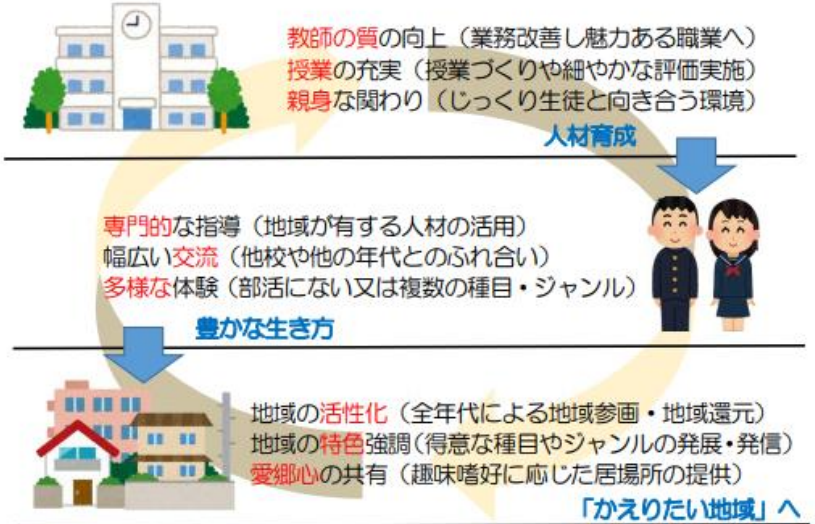 教師の質の向上（業務改善し魅力ある職業へ）
授業の充実（授業づくりや細やかな評価実施）
親身な関わり（じっくり生徒と向き合う環境）
人材育成
専門的な指導（地域が有する人材の活用）
幅広い交流（他校や他の年代とのふれ合い）
多様な体験（部活にない又は複数の種目・ジャンル）
豊かな生き方
地域の活性化（全年代による地域参画・地域還元）
地域の特色強調（得意な種目やジャンルの発展・発信）
愛郷心の共有（趣味嗜好に応じた居場所の提供）
「かえりたい地域」へ